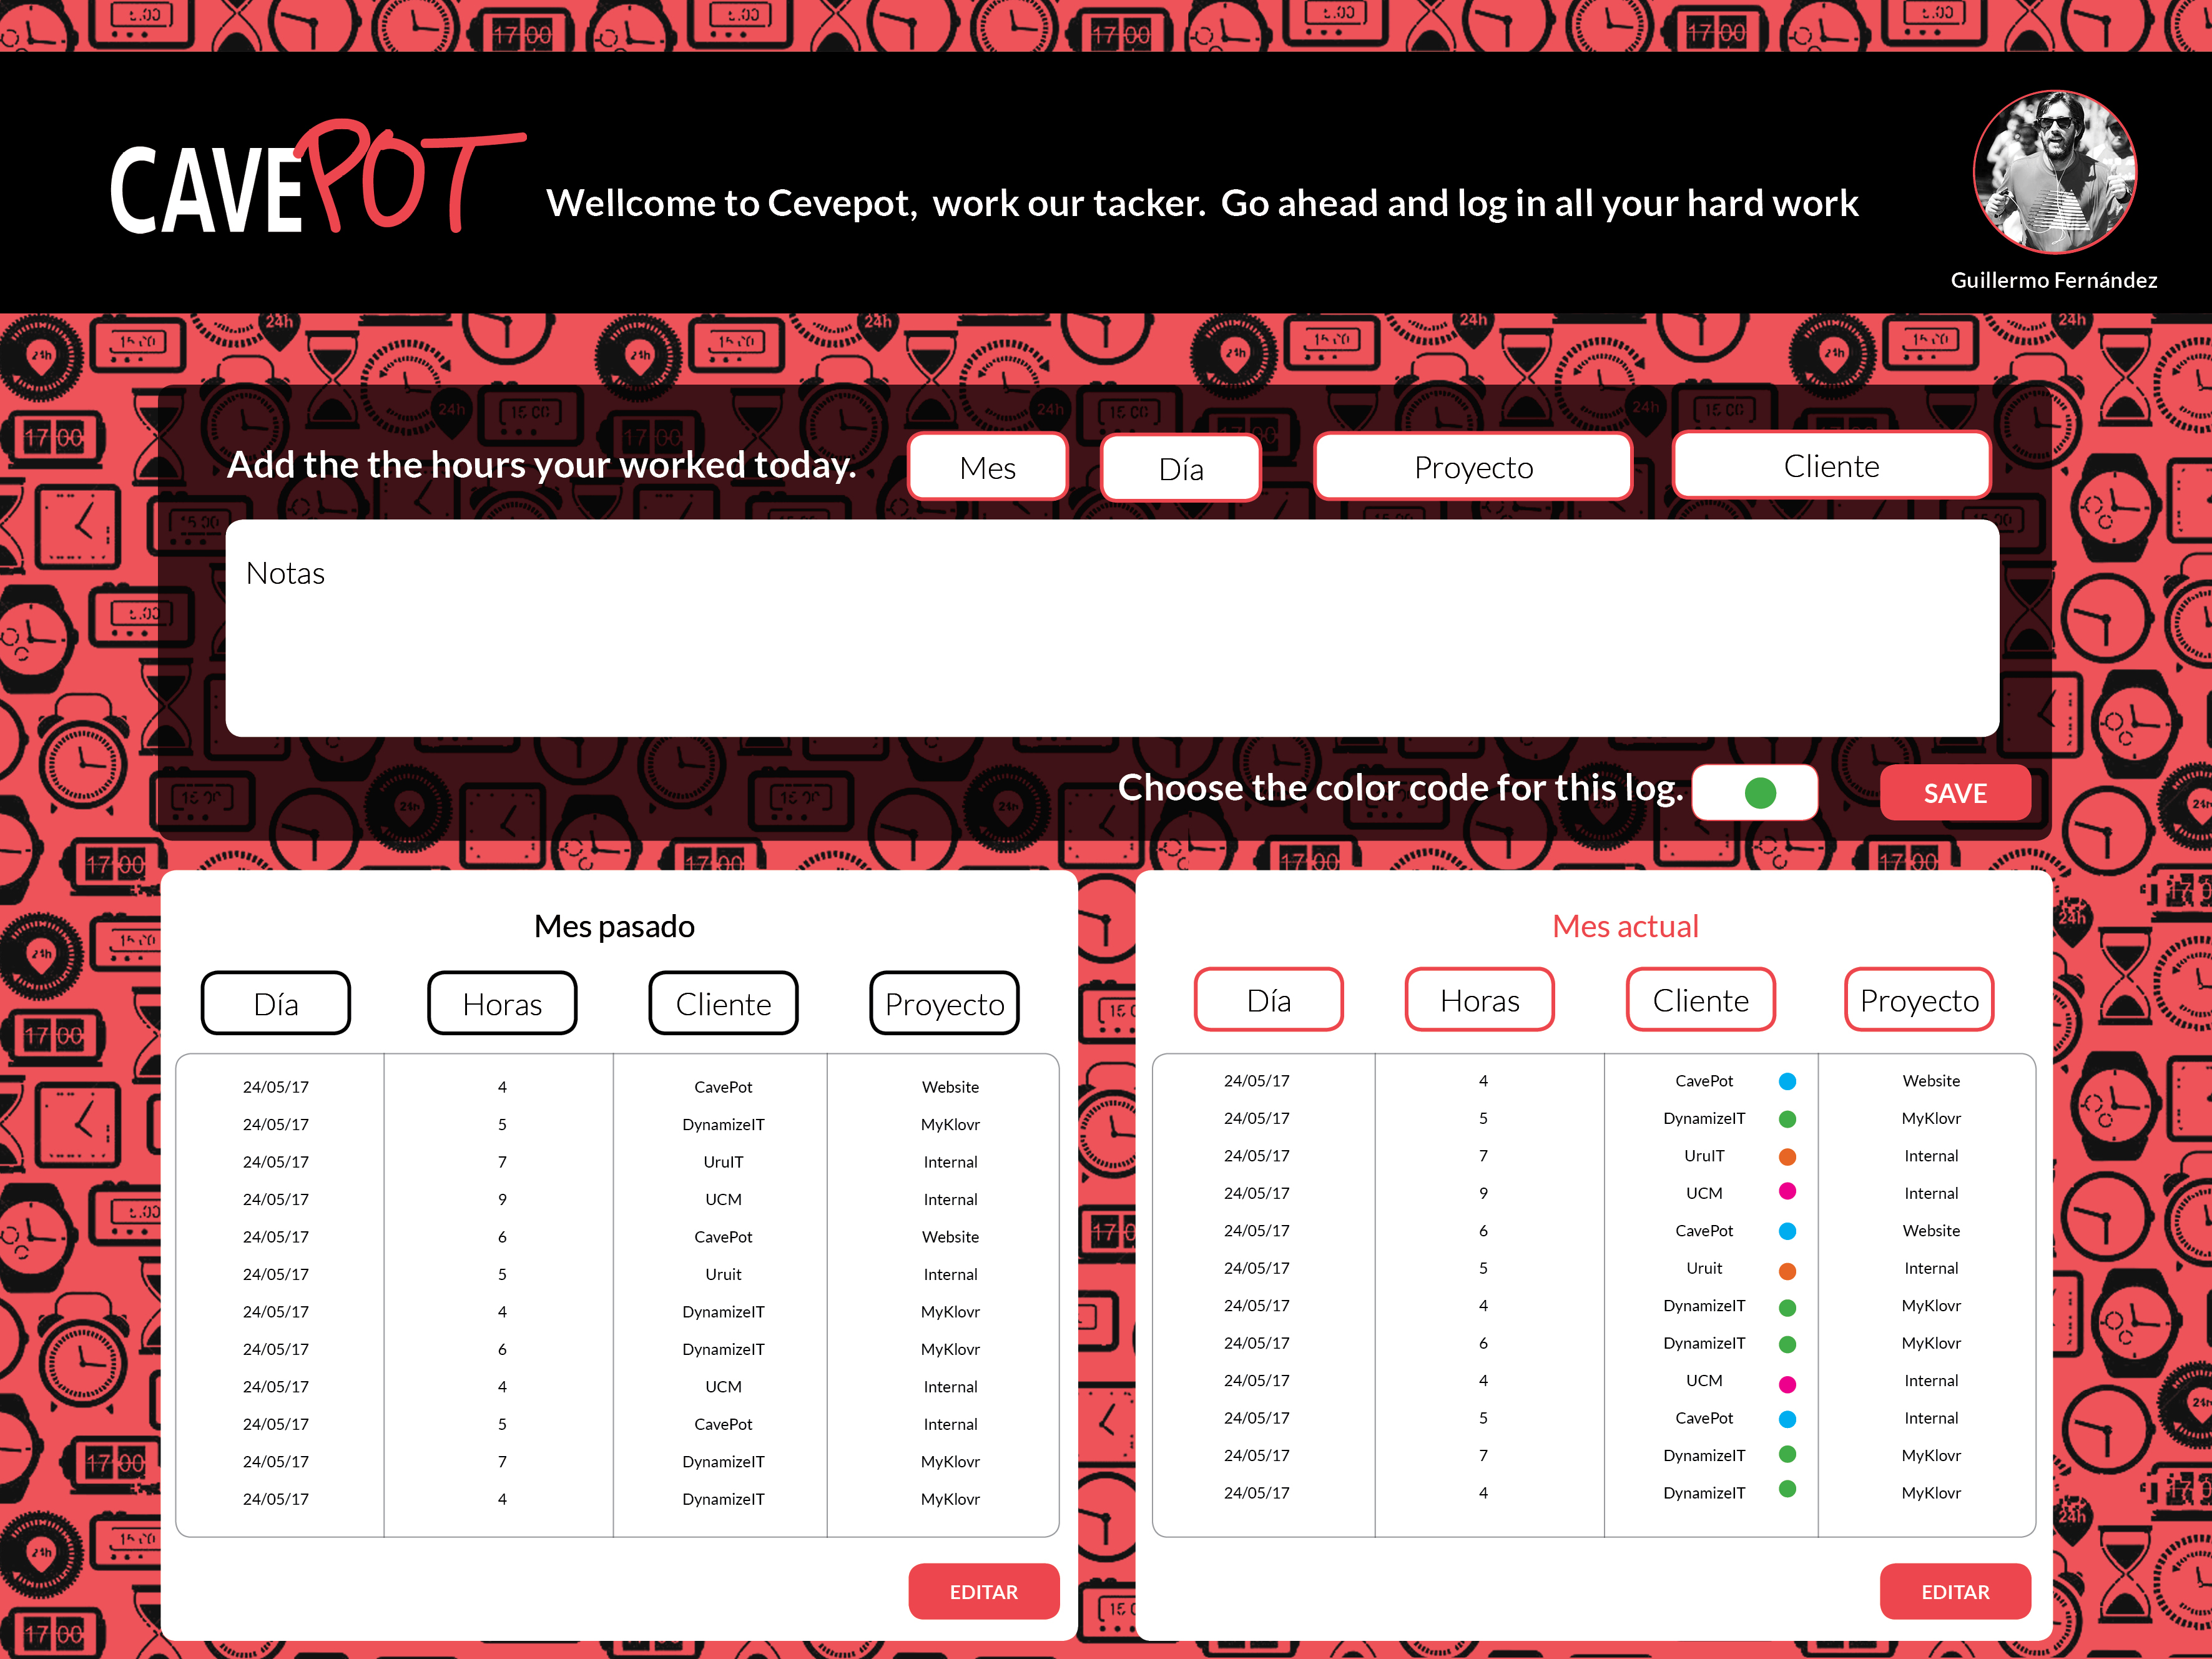 CAVEPOT
Wellcome to Cevepot, work our tacker. Go ahead and log in all your hard work
Guillermo Fernández
Add the the hours your worked today.
Mes
Día
Proyecto
Cliente
Notas
Choose the color code for this log.
SAVE
Mes pasado
Día Horas Cliente Proyecto
24/05/17 4 CavePot Website
24/05/17 5 DynamizeIT MyKlovr
24/05/17 7 UruIT Internal
24/05/17 9 UCM Internal
24/05/17 6 CavePot Website
24/05/17 5 Uruit Internal
24/05/17 4 DynamizeIT MyKlovr
24/05/17 6 DynamizeIT MyKlovr
24/05/17 4 UCM Internal
24/05/17 5 CavePot Internal
24/05/17 7 DynamizeIT MyKlovr
24/05/17 4 DynamizeIT MyKlovr
EDITAR
Mes actual
Día Horas Cliente Proyecto
24/05/17 4 CavePot Website
24/05/17 5 DynamizeIT MyKlovr
24/05/17 7 UruIT Internal
24/05/17 9 UCM Internal
24/05/17 6 CavePot Website
24/05/17 5 Uruit Internal
24/05/17 4 DynamizeIT MyKlovr
24/05/17 6 DynamizeIT MyKlovr
24/05/17 4 UCM Internal
24/05/17 5 CavePot Internal
24/05/17 7 DynamizeIT MyKlovr
24/05/17 4 DynamizeIT MyKlovr
EDITAR